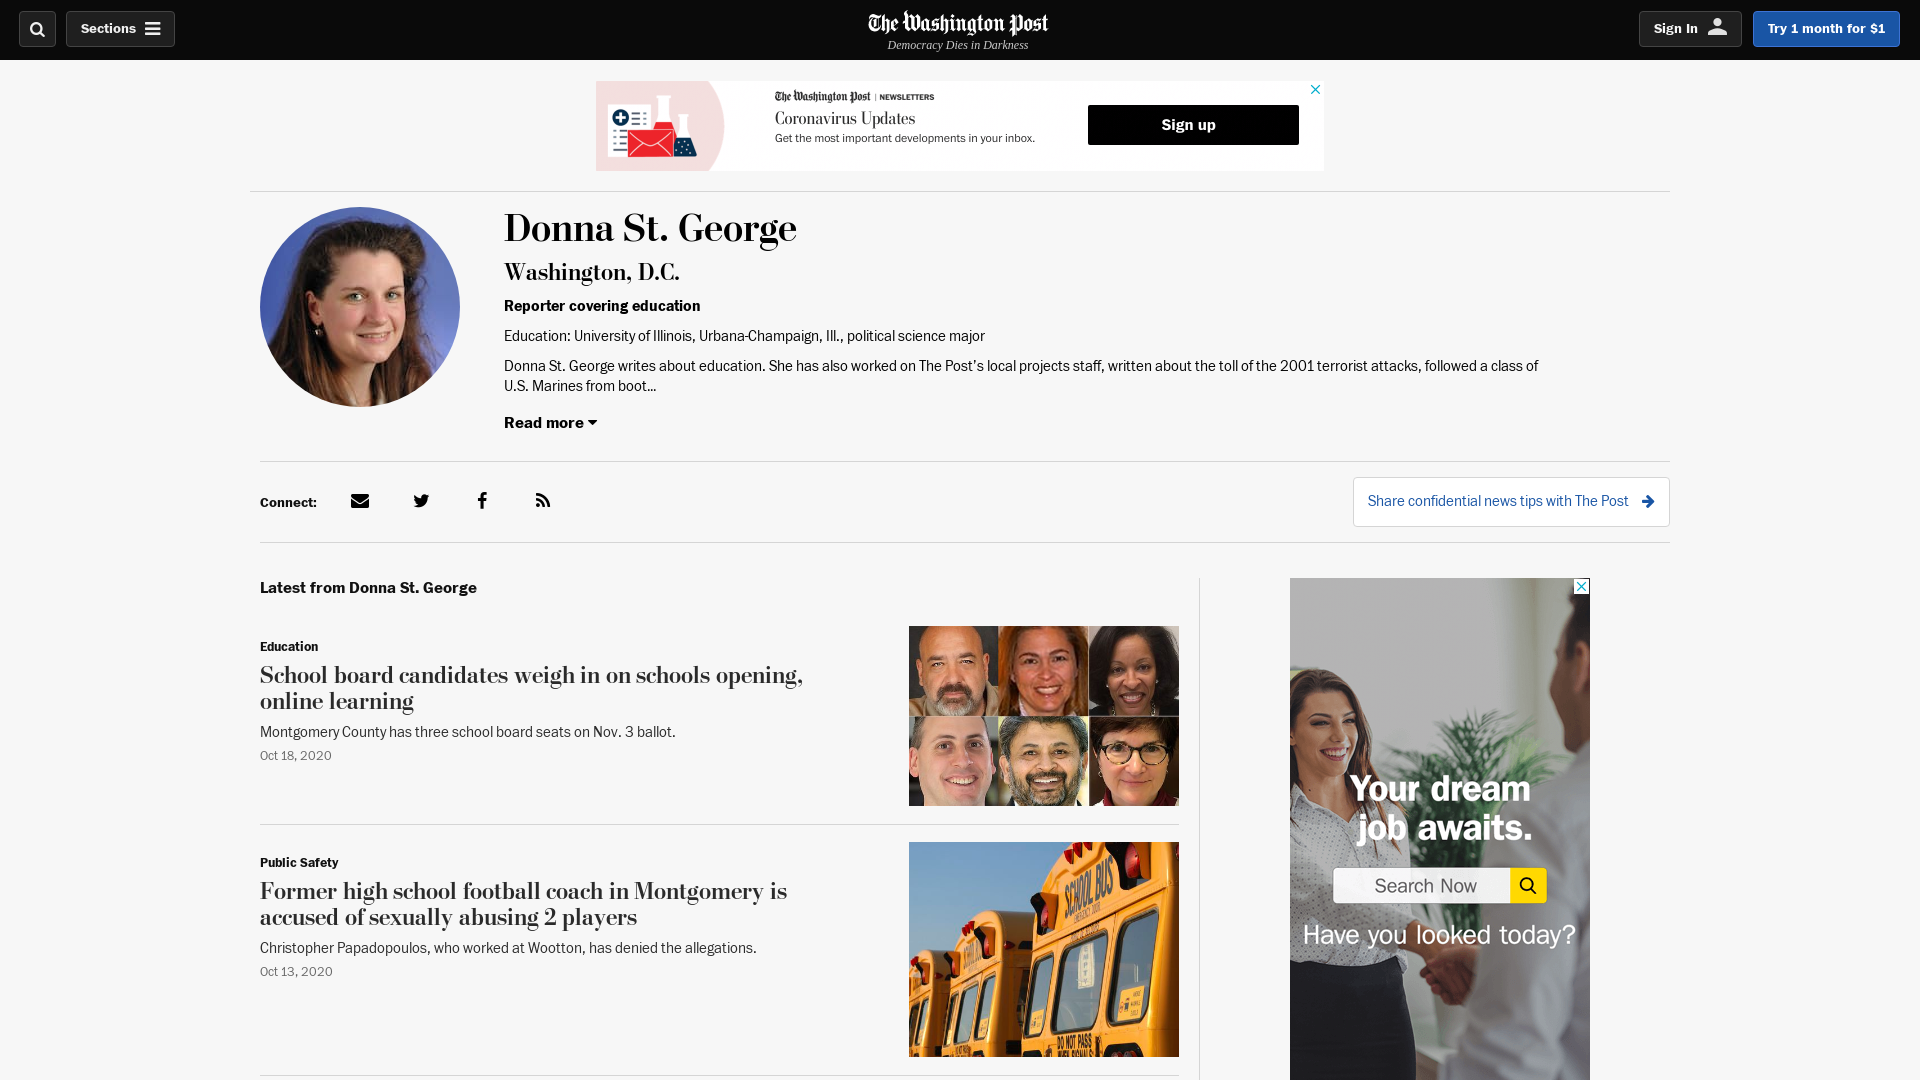 Sections
The Washington Post
Democracy Dies in Darkness
Sign In
Try 1 month for $1
The Washington Post | NEWSLETTERS
Coronavirus Updates
Get the most important developments in your inbox.
Sign up
Donna St. George
Washington, D.C.
Reporter covering education
Education: University of Illinois, Urbana-Champaign, Ill., political science major
Donna St. George writes about education. She has also worked on The Post’s local projects staff, written about the toll of the 2001 terrorist attacks, followed a class of
U.S. Marines from boot...
Read more
Connect:
Share confidential news tips with The Post
Latest from Donna St. George
Education
School board candidates weigh in on schools opening,
online learning
Montgomery County has three school board seats on Nov. 3 ballot.
Oct 18, 2020
Public Safety
Former high school football coach in Montgomery is
accused of sexually abusing 2 players
Christopher Papadopoulos, who worked at Wootton, has denied the allegations.
Oct 13, 2020
SCHOOL BUS
EMERGENCY DOOR
DO NOT PASS
Your dream
job awaits.
Search Now
Have you looked today?